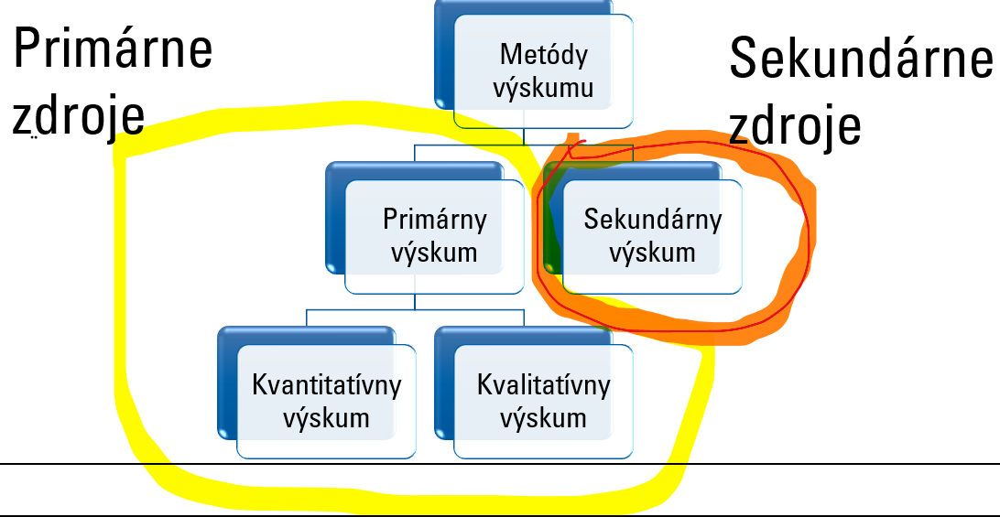 Primárne
zdroje
Metódy
výskumu
Sekundárne
zdroje
Primárny
výskum
Sekundárny
výskum
Kvantitatívny
výskum
Kvalitatívny
výskum